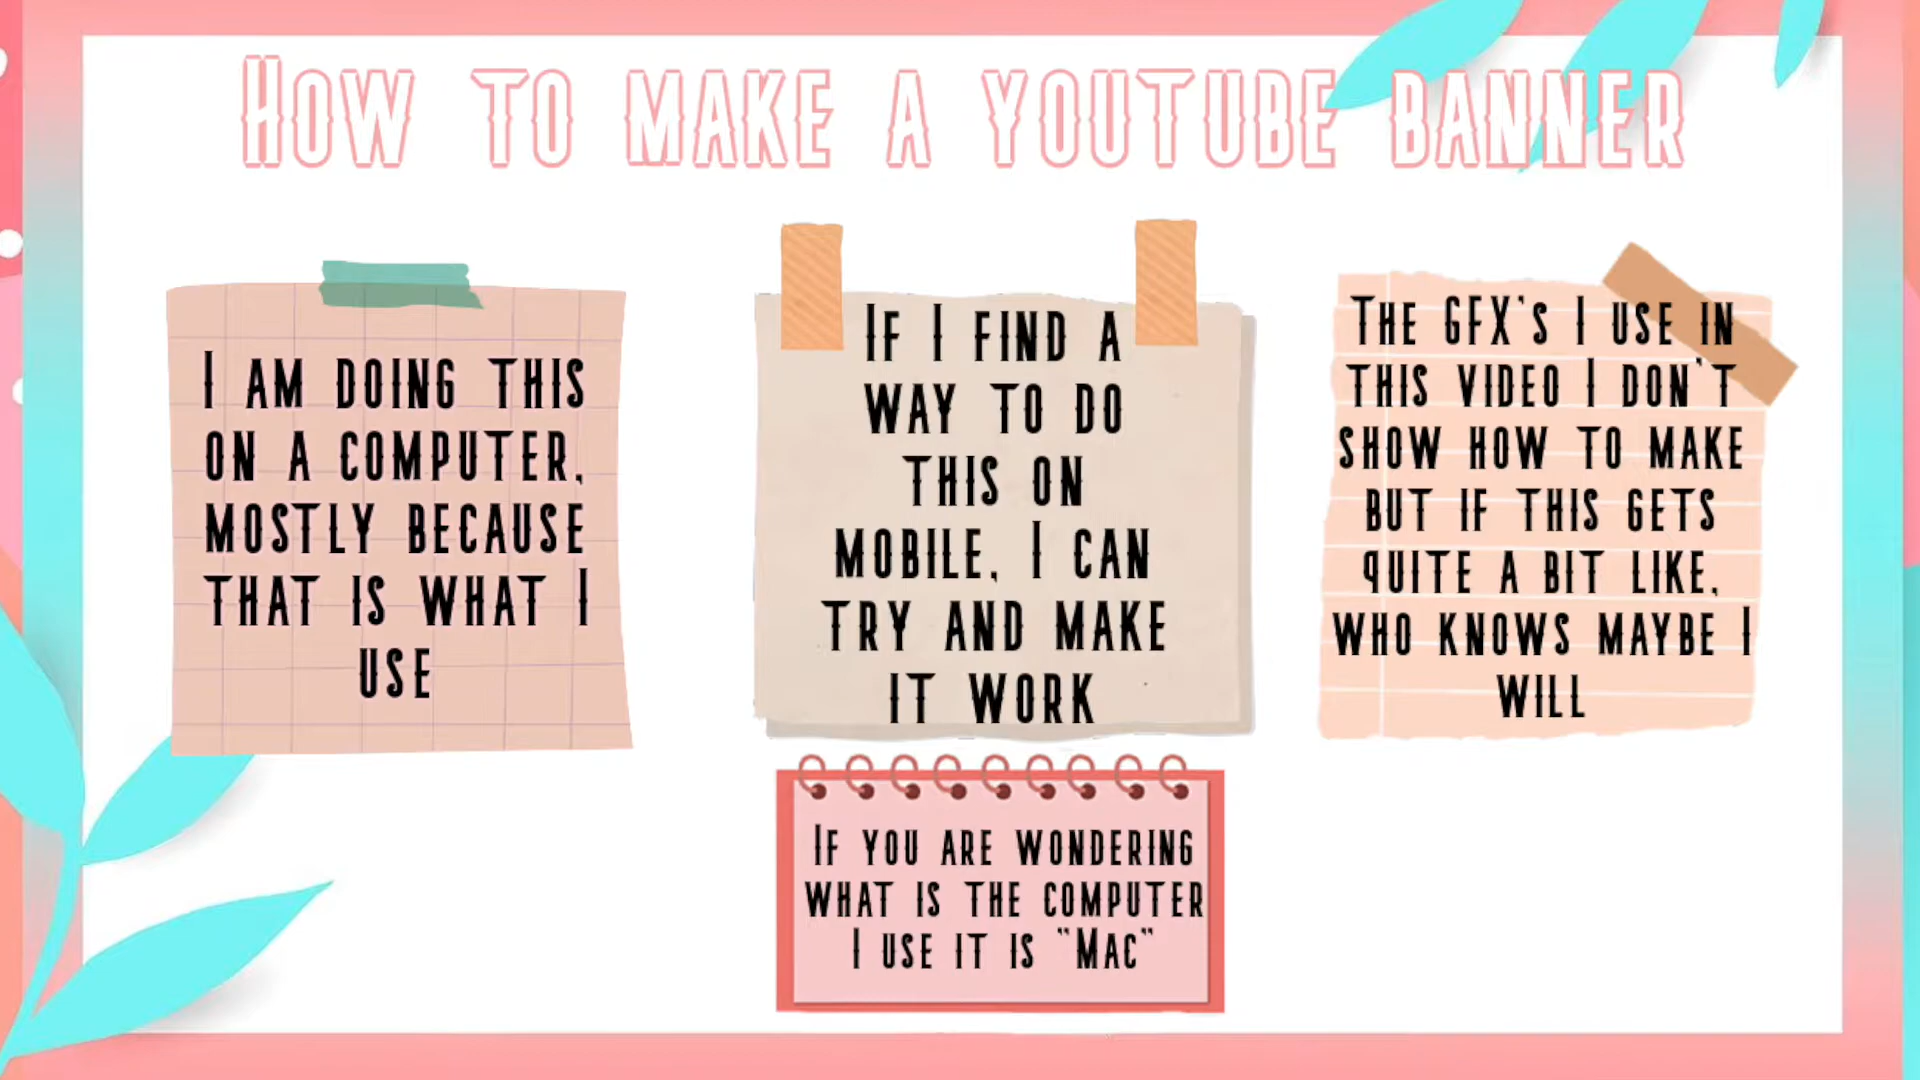 How to make a youtube banner
I am doing this
on a computer,
mostly because
that is what I
use
If I find a
way to do
this on
mobile, I can
try and make
it work
The GFX's I use in
this video I don't
show how to make
but if this gets
quite a bit like,
who knows maybe I
will
If you are wondering
what is the computer
I use it is "Mac"